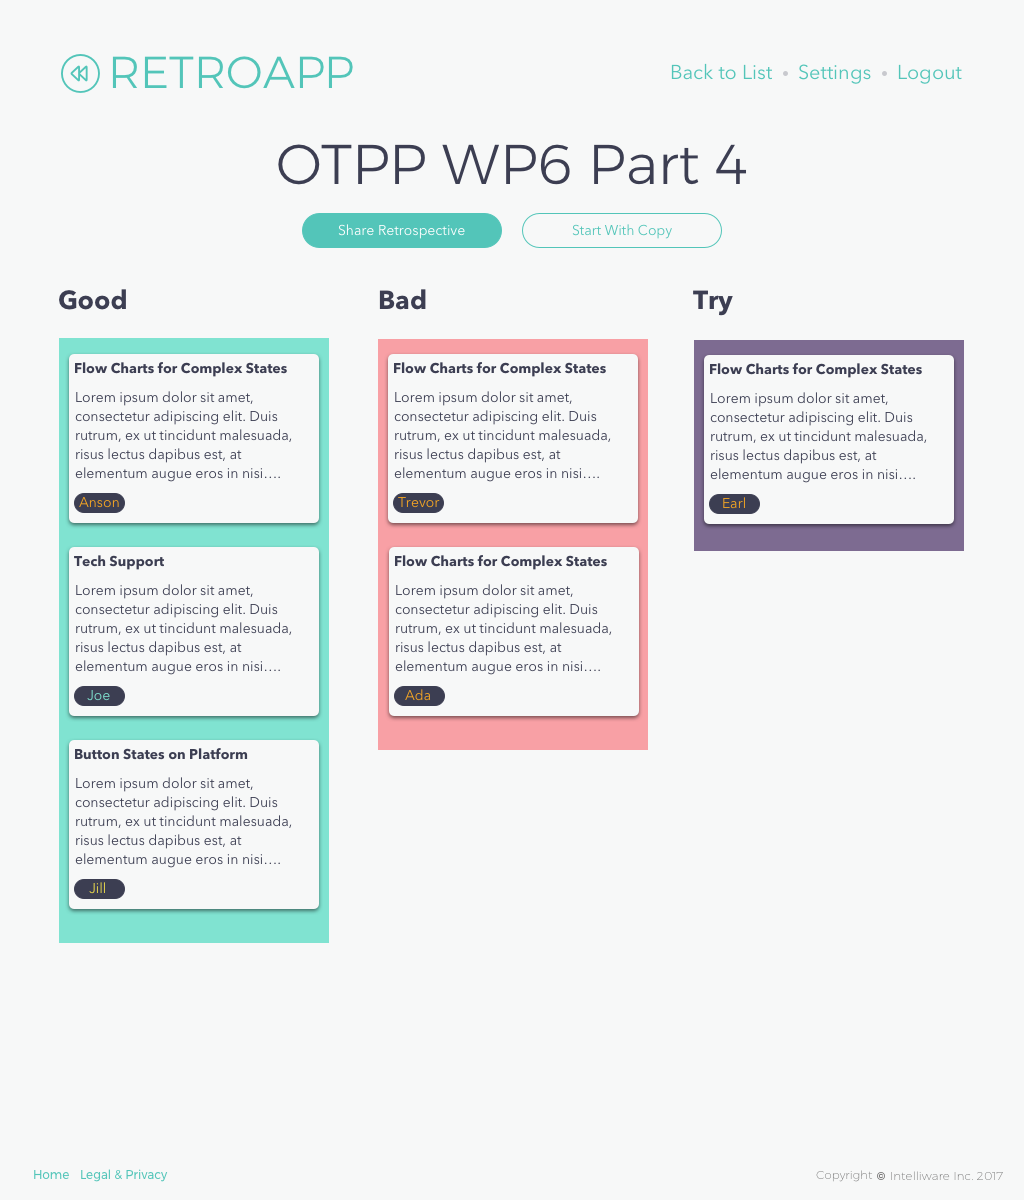 RETROAPP
Back to List • Settings • Logout
OTPP WP6 Part 4
Share Retrospective
Start With Copy
Good
Flow Charts for Complex States
Lorem ipsum dolor sit amet,
consectetur adipiscing elit. Duis
rutrum, ex ut tincidunt malesuada,
risus lectus dapibus est, at
elementum augue eros in nisi….
Anson
Tech Support
Lorem ipsum dolor sit amet,
consectetur adipiscing elit. Duis
rutrum, ex ut tincidunt malesuada,
risus lectus dapibus est, at
elementum augue eros in nisi….
Joe
Button States on Platform
Lorem ipsum dolor sit amet,
consectetur adipiscing elit. Duis
rutrum, ex ut tincidunt malesuada,
risus lectus dapibus est, at
elementum augue eros in nisi….
Jill
Bad
Flow Charts for Complex States
Lorem ipsum dolor sit amet,
consectetur adipiscing elit. Duis
rutrum, ex ut tincidunt malesuada,
risus lectus dapibus est, at
elementum augue eros in nisi….
Trevor
Flow Charts for Complex States
Lorem ipsum dolor sit amet,
consectetur adipiscing elit. Duis
rutrum, ex ut tincidunt malesuada,
risus lectus dapibus est, at
elementum augue eros in nisi….
Ada
Try
Flow Charts for Complex States
Lorem ipsum dolor sit amet,
consectetur adipiscing elit. Duis
rutrum, ex ut tincidunt malesuada,
risus lectus dapibus est, at
elementum augue eros in nisi….
Earl
Home Legal & Privacy
Copyright © Intelliware Inc. 2017